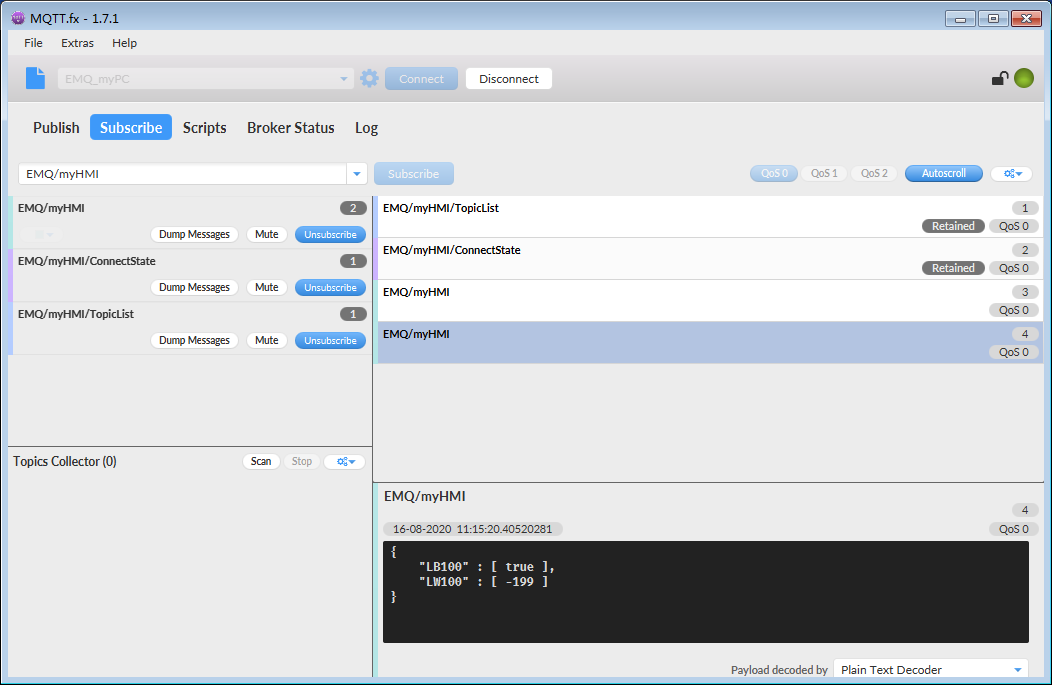 MQTT.fx - 1.7.1
File Extras Help
EMQ_myPC Connect Disconnect
Publish Subscribe Scripts Broker Status Log
EMQ/myHMI Subscribe QoS 0 QoS 1 QoS 2 Autoscroll
EMQ/myHMI 2
Dump Messages Mute Unsubscribe
EMQ/myHMI/ConnectState 1
Dump Messages Mute Unsubscribe
EMQ/myHMI/TopicList 1
Dump Messages Mute Unsubscribe
Topics Collector (0) Scan Stop
EMQ/myHMI/TopicList 1
Retained QoS 0
EMQ/myHMI/ConnectState 2
Retained QoS 0
EMQ/myHMI 3
QoS 0
EMQ/myHMI 4
QoS 0
EMQ/myHMI
4
16-08-2020 11:15:20.40520281 QoS 0
{
"LB100" : [ true ],
"LW100" : [ -199 ]
}
Payload decoded by Plain Text Decoder